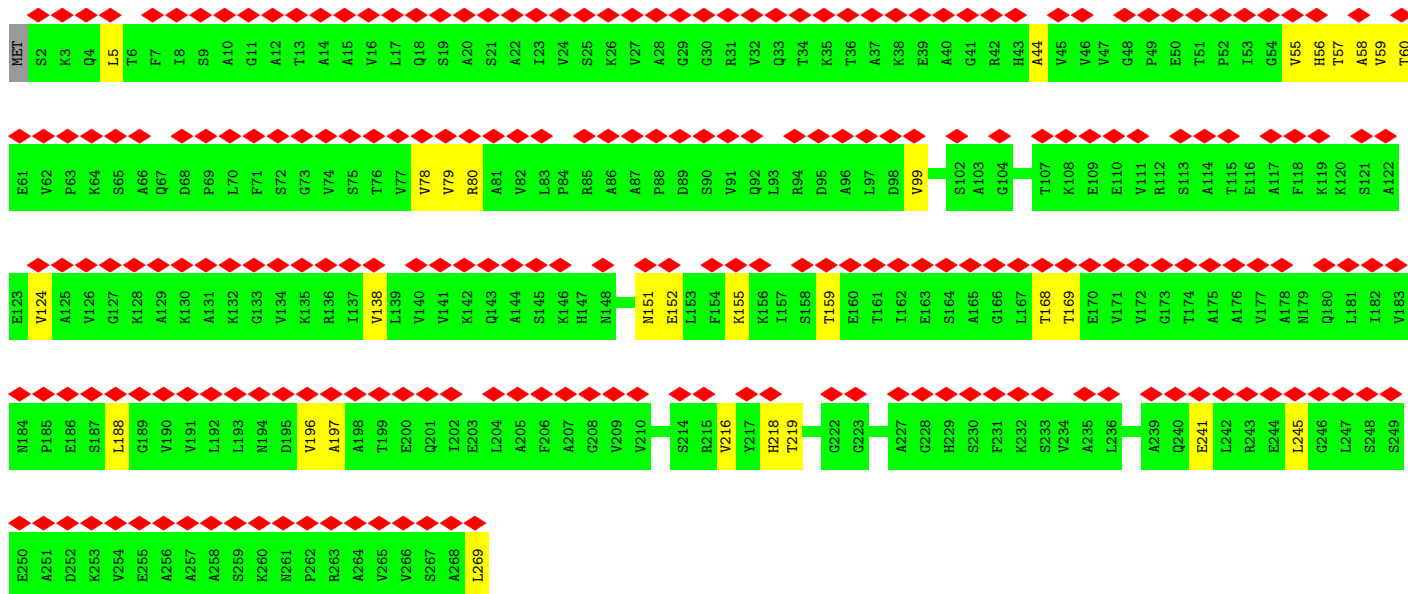 MET S2 K3 Q4 L5 T6 F7 I8 S9 A10 G11 A12 T13 A14 A15 V16 L17 Q18 S19 A20 S21 A22 I23 V24 S25 K26 V27 A28 G29 G30 R31 V32 Q33 T34 K35 T36 A37 K38 E39 A40 G41 R42 H43 A44 V45 V46 V47 G48 P49 E50 T51 P52 I53 G54 V55 H56 T57 A58 V59 T60
E61 V62 P63 K64 S65 A66 Q67 D68 P69 L70 F71 S72 G73 V74 S75 T76 V77 V78 V79 R80 A81 V82 L83 P84 R85 A86 A87 P88 D89 S90 V91 Q92 L93 R94 D95 A96 L97 D98 V99 S102 A103 G104 T107 K108 E109 E110 V111 R112 S113 A114 T115 E116 A117 F118 K119 K120 S121 A122
E123 V124 A125 V126 G127 K128 A129 K130 A131 K132 G133 V134 K135 R136 I137 V138 L139 V140 V141 K142 Q143 A144 S145 K146 H147 N148 N151 E152 L153 F154 K155 K156 I157 S158 T159 E160 T161 I162 E163 S164 A165 G166 L167 T168 T169 E170 V171 V172 G173 T174 A175 A176 V177 A178 N179 Q180 L181 I182 V183
N184 P185 E186 S187 L188 G189 V190 V191 L192 L193 N194 D195 V196 A197 A198 T199 E200 Q201 I202 E203 L204 A205 F206 A207 G208 V209 V210 S214 R215 V216 Y217 H218 T219 G222 G223 A227 G228 H229 S230 F231 K232 S233 V234 A235 L236 A239 Q240 E241 L242 R243 E244 L245 G246 L247 S248 S249
E250 A251 D252 K253 V254 E255 A256 A257 A258 S259 K260 N261 P262 R263 A264 V265 V266 S267 A268 L269